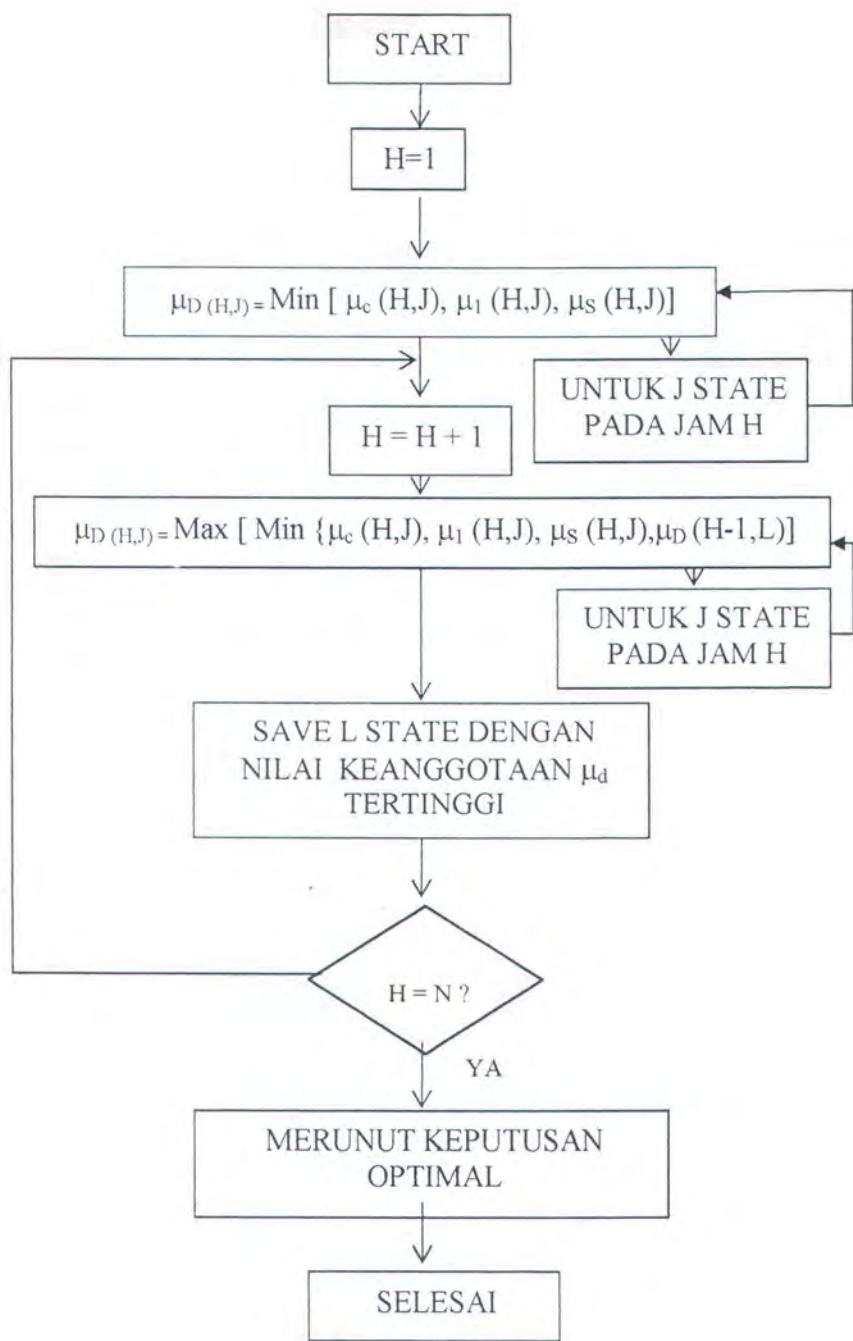 START
H=1
μD (H,J) = Min [ μc (H,J), μ1 (H,J), μS (H,J)]
UNTUK J STATE
PADA JAM H
H = H + 1
μD (H,J) = Max [ Min {μc (H,J), μ1 (H,J), μS (H,J),μD (H-1,L)]
UNTUK J STATE
PADA JAM H
SAVE L STATE DENGAN
NILAI KEANGGOTAAN μd
TERTINGGI
H = N ?
YA
MERUNUT KEPUTUSAN
OPTIMAL
SELESAI